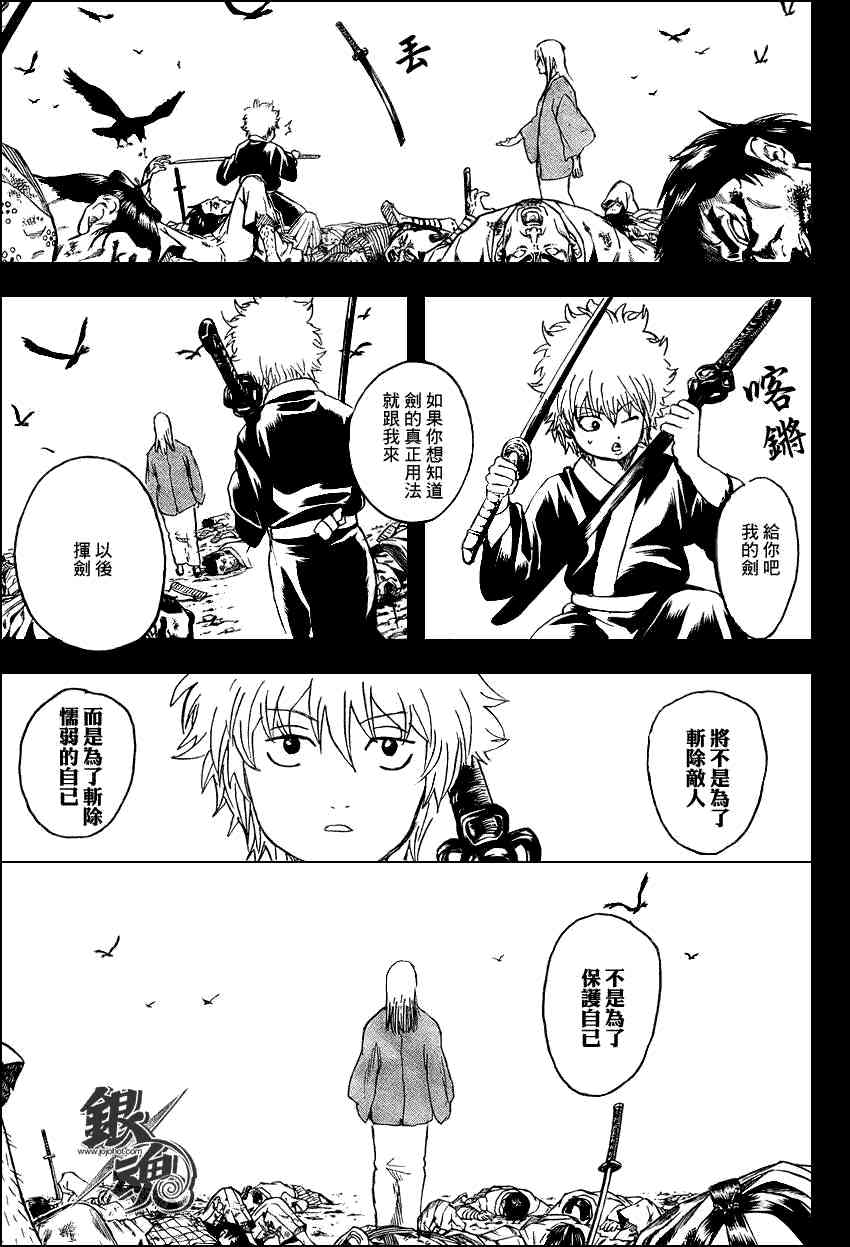 丟
喀鏘
給你吧
我的劍
如果你想知道
劍的真正用法
就跟我來
以後
揮劍
將不是為了
斬除敵人
而是為了斬除
懦弱的自己
不是為了
保護自己
銀魂
www.jojohot.com